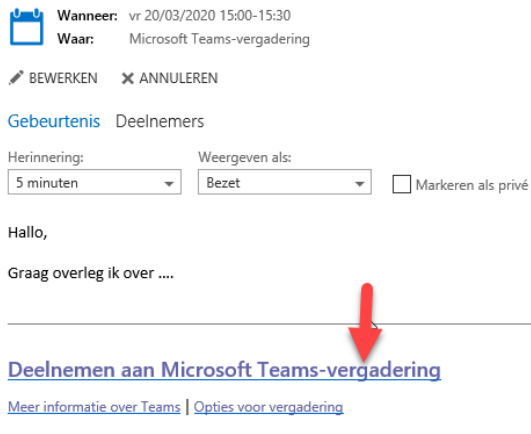 Wanneer: vr 20/03/2020 15:00-15:30
Waar: Microsoft Teams-vergadering
BEWERKEN ANNULEREN
Gebeurtenis Deelnemers
Herinnering: Weergeven als:
5 minuten Bezet Markeren als privé
Hallo,
Graag overleg ik over ....
Deelnemen aan Microsoft Teams-vergadering
Meer informatie over Teams | Opties voor vergadering